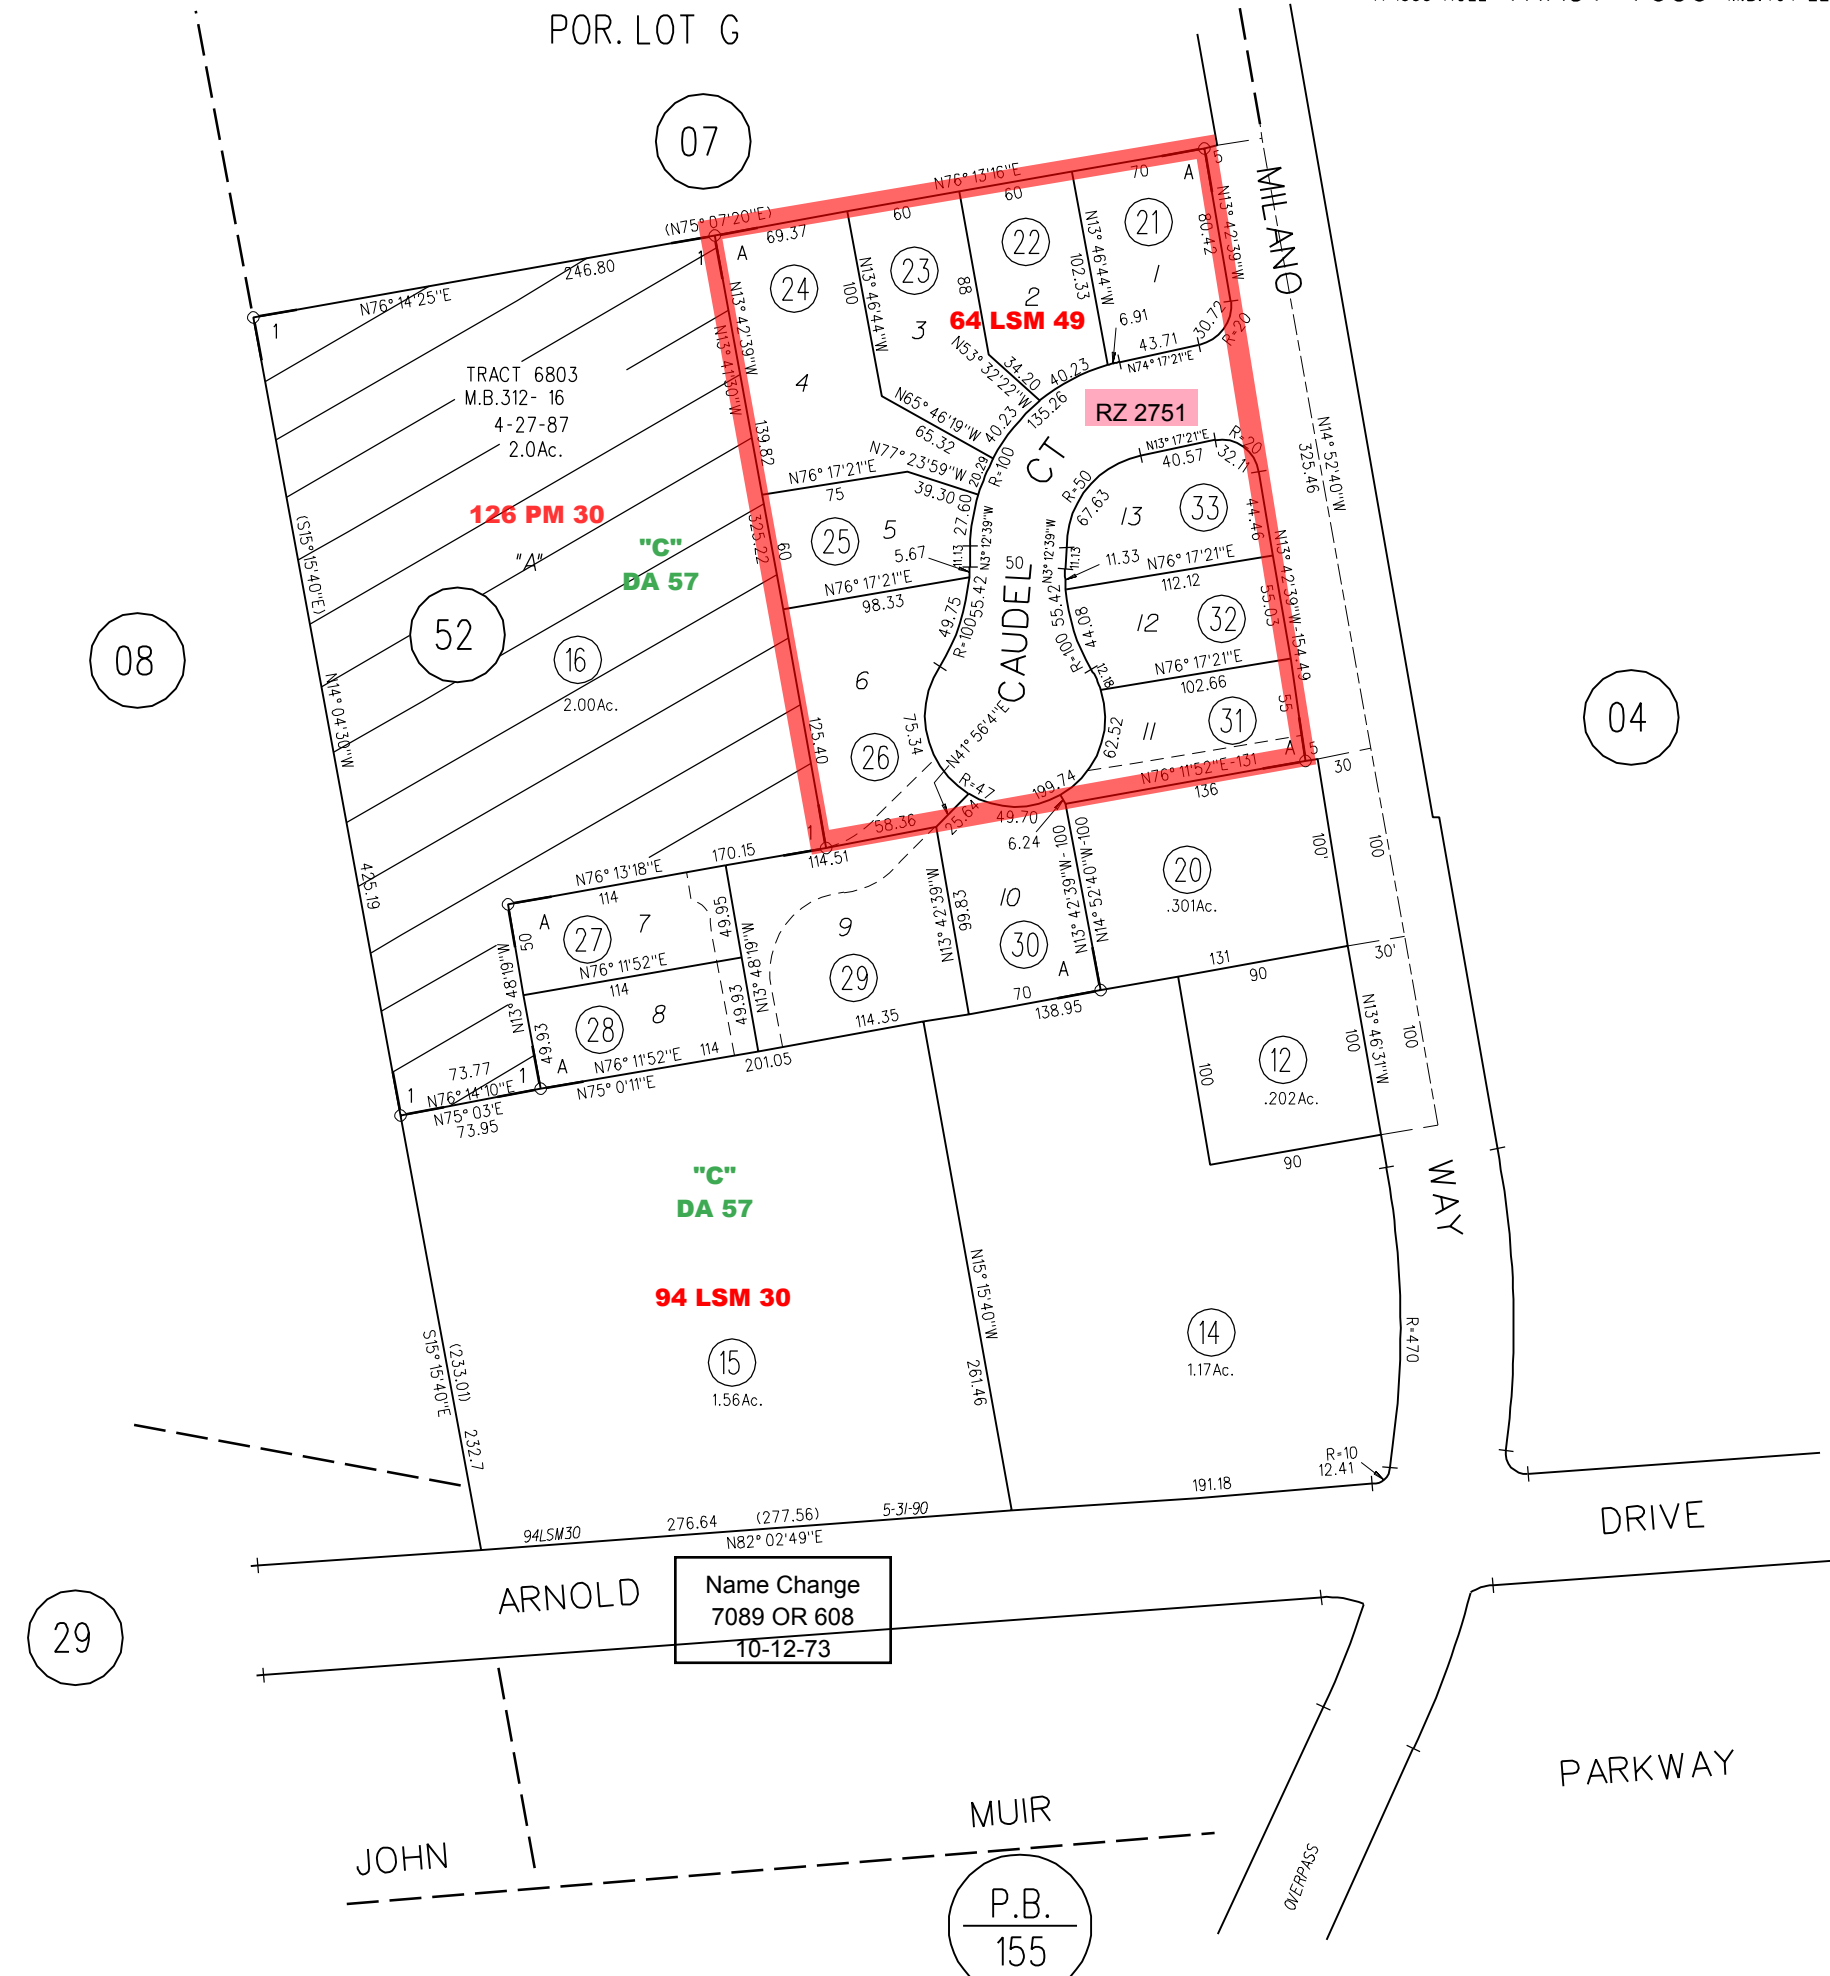 POR. LOT G
07
(N75° 07'20"E)
N76° 13'16"E
69.37
60
60
70
A
5
N76° 14'25"E
246.80
1
1
A
24
23
22
21
1
2
3
4
100
N13° 46'44"W
88
102.33
N13° 46'44"W
80.42
N13° 42'39"W
MILANO
64 LSM 49
6.91
43.71
N74° 17'21"E
30.72
R=20
N53° 32'22"W
34.20
40.23
135.26
40.23
RZ 2751
N13° 42'39"W
N13° 41'30"W
TRACT 6803
M.B.312- 16
4-27-87
2.0Ac.
139.82
N65° 46'19"W
65.32
N77° 23'59"W
39.30
20.29
R=100
CT
N76° 17'21"E
75
R=50
67.63
N13° 17'21"E
40.57
R=20
32.11
N14° 52'40"W
325.46
126 PM 30
"A"
"C"
DA 57
325.22
60
25
5
27.60
5.67
11.13
N3° 12'39"W
50
N3° 12'39"W
11.13
13
33
44.46
11.33
N76° 17'21"E
112.12
N76° 17'21"E
98.33
49.75
R=100
55.42
CAUDEL
R=100
55.42
44.08
12.18
12
32
55.03
N13° 42'39"W-154.49
N76° 17'21"E
102.66
(S15°15'40"E)
52
08
16
2.00Ac.
N14° 04'30"W
6
26
75.34
125.40
N41° 56'4"E
R=47
199.74
62.52
11
31
55
A
5
N76° 11'52"E-131
136
30
04
58.36
25.64
49.70
6.24
1
114.51
170.15
N76° 13'18"E
114
425.19
A
27
7
50
N13° 48'19"W
49.95
N13° 48'19"W
9
29
N13° 42'39"W
99.83
10
30
A
N13° 42'39"W-100
N14° 52'40"W-100
20
.301Ac.
100'
100
N76° 11'52"E
114
28
8
49.93
49.93
A
1
N76° 11'52"E
114
N75° 0'11"E
201.05
114.35
70
138.95
131
90
30'
73.77
1
N76° 14'10"E
N75° 03'E
73.95
12
.202Ac.
100
100
N13° 46'31"W
100
90
WAY
"C"
DA 57
94 LSM 30
15
1.56Ac.
N15° 15'40"W
261.46
14
1.17Ac.
R=470
S15° 15'40"E
(233.01)
232.7
R=10
12.41
191.18
94LSM30
276.64
(277.56)
5-31-90
N82° 02'49"E
ARNOLD
DRIVE
Name Change
7089 OR 608
10-12-73
29
JOHN
MUIR
PARKWAY
OVERPASS
P.B.
155